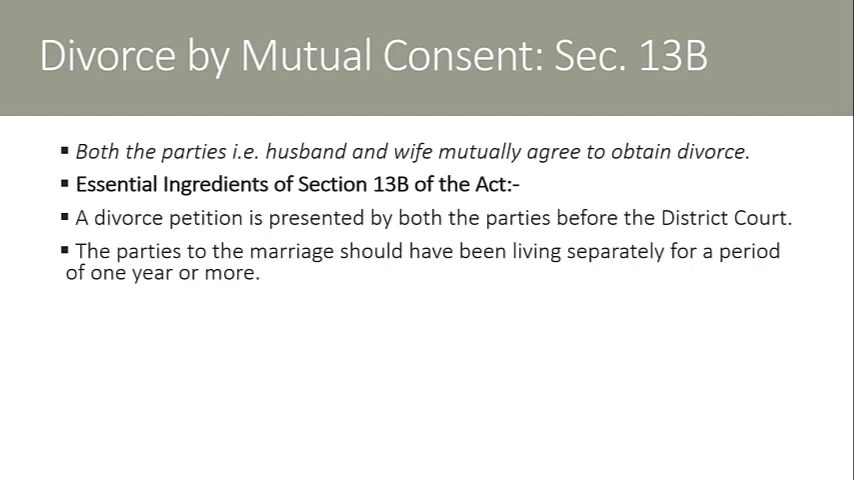 Divorce by Mutual Consent: Sec. 13B
▪ Both the parties i.e. husband and wife mutually agree to obtain divorce.
▪ Essential Ingredients of Section 13B of the Act:-
▪ A divorce petition is presented by both the parties before the District Court.
▪ The parties to the marriage should have been living separately for a period
of one year or more.